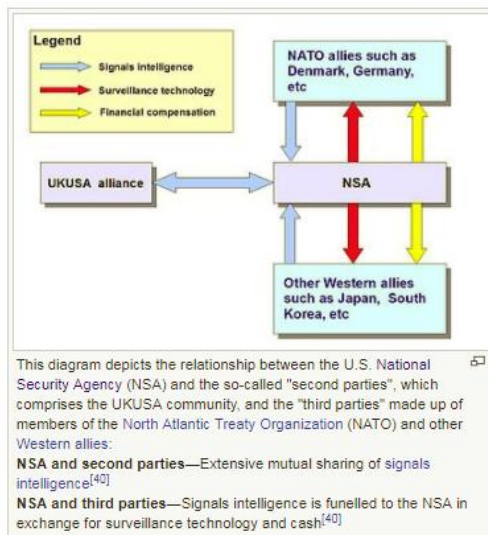 Legend
Signals intelligence
Surveillance technology
Financial compensation
NATO allies such as
Denmark, Germany,
etc
UKUSA alliance
NSA
Other Western allies
such as Japan, South
Korea, etc
This diagram depicts the relationship between the U.S. National
Security Agency (NSA) and the so-called "second parties", which
comprises the UKUSA community, and the "third parties" made up of
members of the North Atlantic Treaty Organization (NATO) and other
Western allies:
NSA and second parties—Extensive mutual sharing of signals
intelligence[40]
NSA and third parties—Signals intelligence is funnelled to the NSA in
exchange for surveillance technology and cash[40]